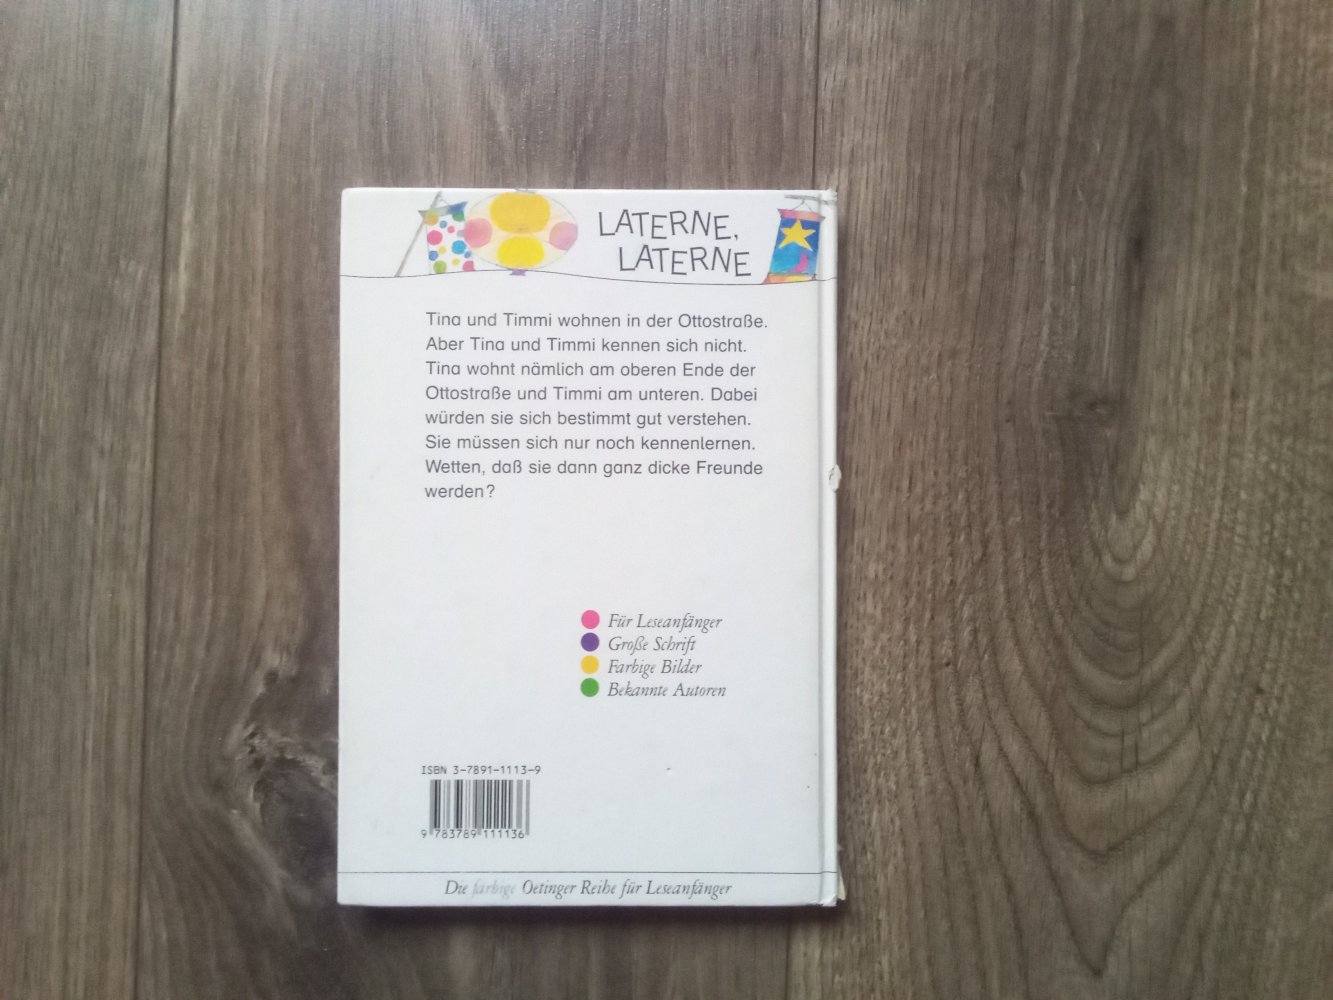 LATERNE,
LATERNE
Tina und Timmi wohnen in der Ottostraße.
Aber Tina und Timmi kennen sich nicht.
Tina wohnt nämlich am oberen Ende der
Ottostraße und Timmi am unteren. Dabei
würden sie sich bestimmt gut verstehen.
Sie müssen sich nur noch kennenlernen.
Wetten, daß sie dann ganz dicke Freunde
werden?
Für Leseanfänger
Große Schrift
Farbige Bilder
Bekannte Autoren
ISBN 3-7891-1113-9
9 783789 111136
Die farbige Oetinger Reihe für Leseanfänger